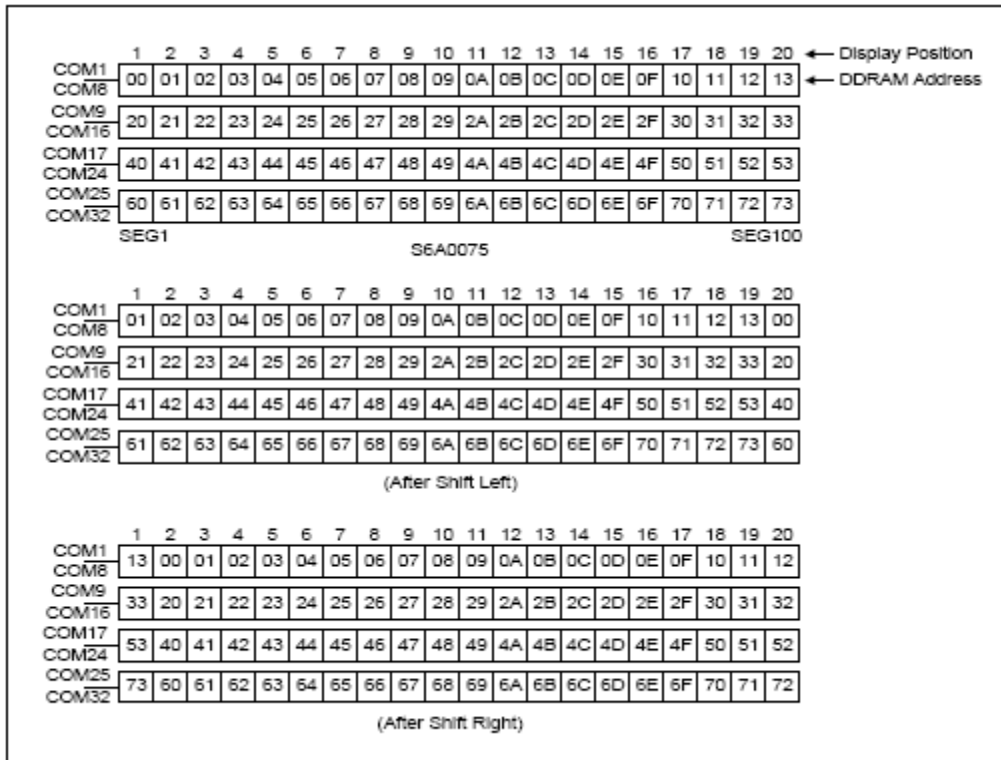 1 2 3 4 5 6 7 8 9 10 11 12 13 14 15 16 17 18 19 20 Display Position
COM1
COM8
00 01 02 03 04 05 06 07 08 09 0A 0B 0C 0D 0E 0F 10 11 12 13 DDRAM Address
COM9
COM16
20 21 22 23 24 25 26 27 28 29 2A 2B 2C 2D 2E 2F 30 31 32 33
COM17
COM24
40 41 42 43 44 45 46 47 48 49 4A 4B 4C 4D 4E 4F 50 51 52 53
COM25
COM32
60 61 62 63 64 65 66 67 68 69 6A 6B 6C 6D 6E 6F 70 71 72 73
SEG1 S6A0075 SEG100
1 2 3 4 5 6 7 8 9 10 11 12 13 14 15 16 17 18 19 20
COM1
COM8
01 02 03 04 05 06 07 08 09 0A 0B 0C 0D 0E 0F 10 11 12 13 00
COM9
COM16
21 22 23 24 25 26 27 28 29 2A 2B 2C 2D 2E 2F 30 31 32 33 20
COM17
COM24
41 42 43 44 45 46 47 48 49 4A 4B 4C 4D 4E 4F 50 51 52 53 40
COM25
COM32
61 62 63 64 65 66 67 68 69 6A 6B 6C 6D 6E 6F 70 71 72 73 60
(After Shift Left)
1 2 3 4 5 6 7 8 9 10 11 12 13 14 15 16 17 18 19 20
COM1
COM8
13 00 01 02 03 04 05 06 07 08 09 0A 0B 0C 0D 0E 0F 10 11 12
COM9
COM16
33 20 21 22 23 24 25 26 27 28 29 2A 2B 2C 2D 2E 2F 30 31 32
COM17
COM24
53 40 41 42 43 44 45 46 47 48 49 4A 4B 4C 4D 4E 4F 50 51 52
COM25
COM32
73 60 61 62 63 64 65 66 67 68 69 6A 6B 6C 6D 6E 6F 70 71 72
(After Shift Right)